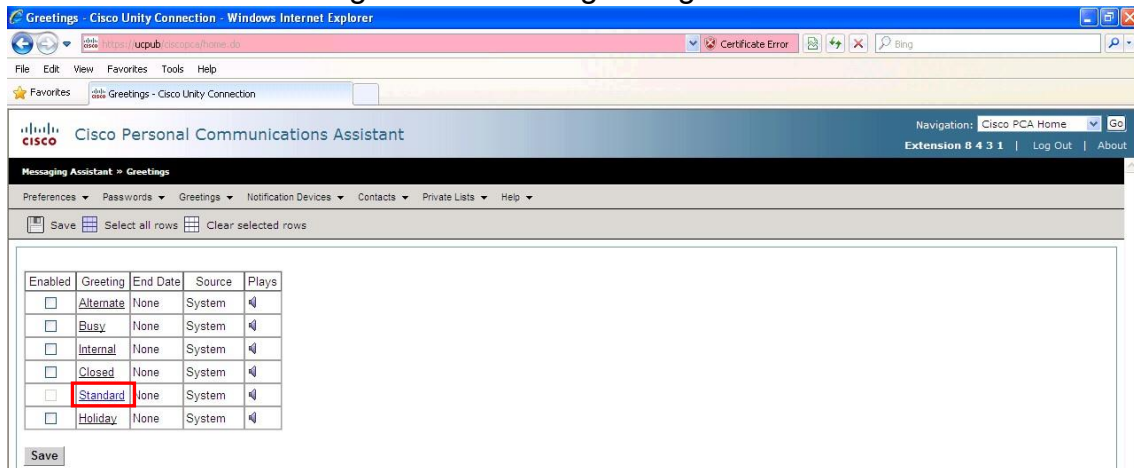 Greetings - Cisco Unity Connection - Windows Internet Explorer
https://ucpub/ciscopca/home.do Certificate Error Bing
File Edit View Favorites Tools Help
Favorites Greetings - Cisco Unity Connection
CISCO Cisco Personal Communications Assistant Navigation: Cisco PCA Home Go
Extension 8 4 3 1 | Log Out | About
Messaging Assistant » Greetings
Preferences Passwords Greetings Notification Devices Contacts Private Lists Help
Save Select all rows Clear selected rows
Enabled Greeting End Date Source Plays
Alternate None System
Busy None System
Internal None System
Closed None System
Standard None System
Holiday None System
Save